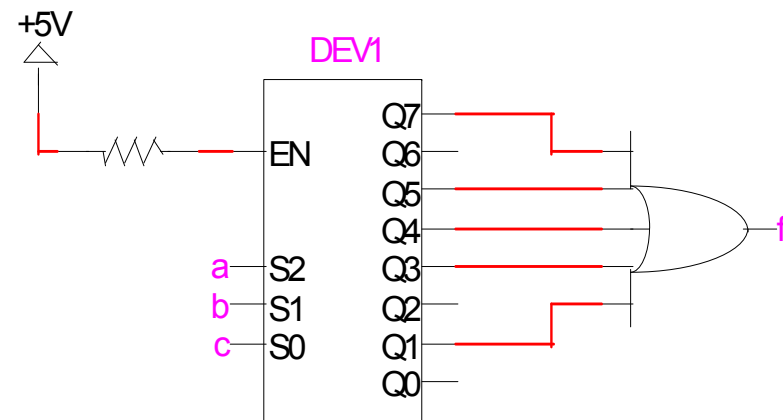 +5V
DEV1
Q7
EN Q6
Q5
Q4 f
a S2 Q3
b S1 Q2
c S0 Q1
Q0